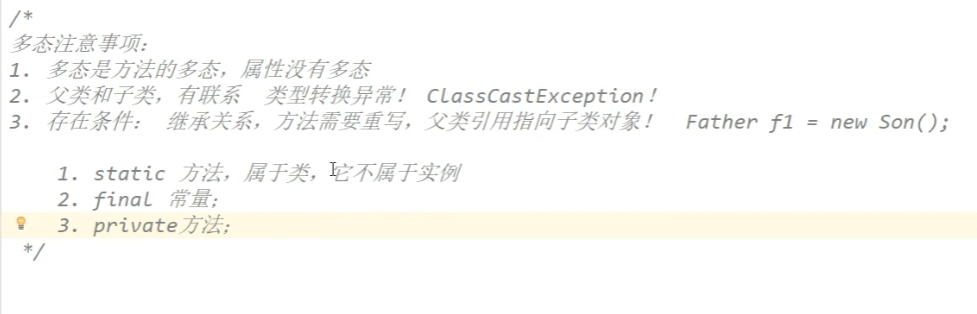 /*
多态注意事项：
1. 多态是方法的多态，属性没有多态
2. 父类和子类，有联系  类型转换异常！ ClassCastException！
3. 存在条件： 继承关系，方法需要重写，父类引用指向子类对象！  Father f1 = new Son();
1. static 方法，属于类，它不属于实例
2. final 常量；
3. private方法；
*/